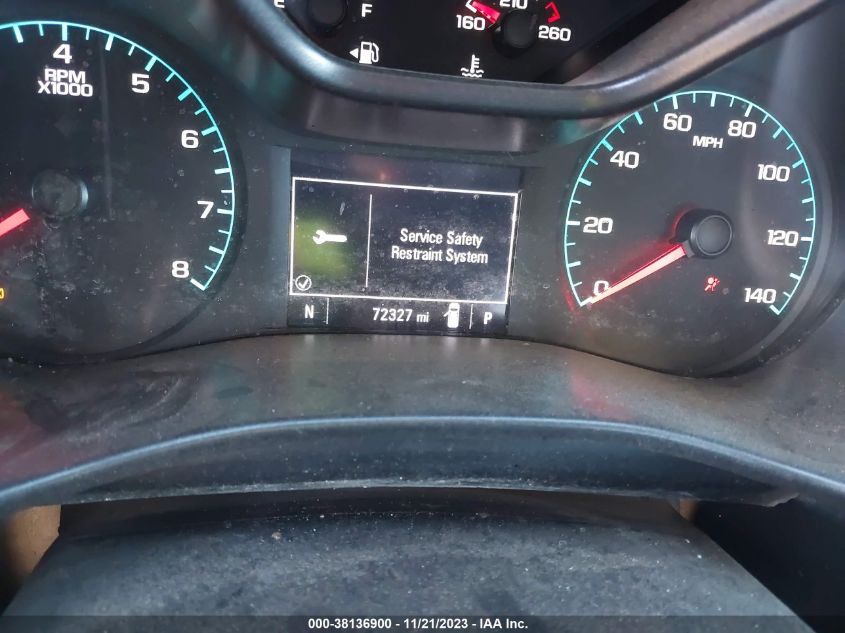 E F 160 210 260
4 5 6 7 8
RPM
X1000
0 20 40 60 80 100 120 140
MPH
Service Safety
Restraint System
N 72327 mi P
000-38136900 - 11/21/2023 - IAA Inc.